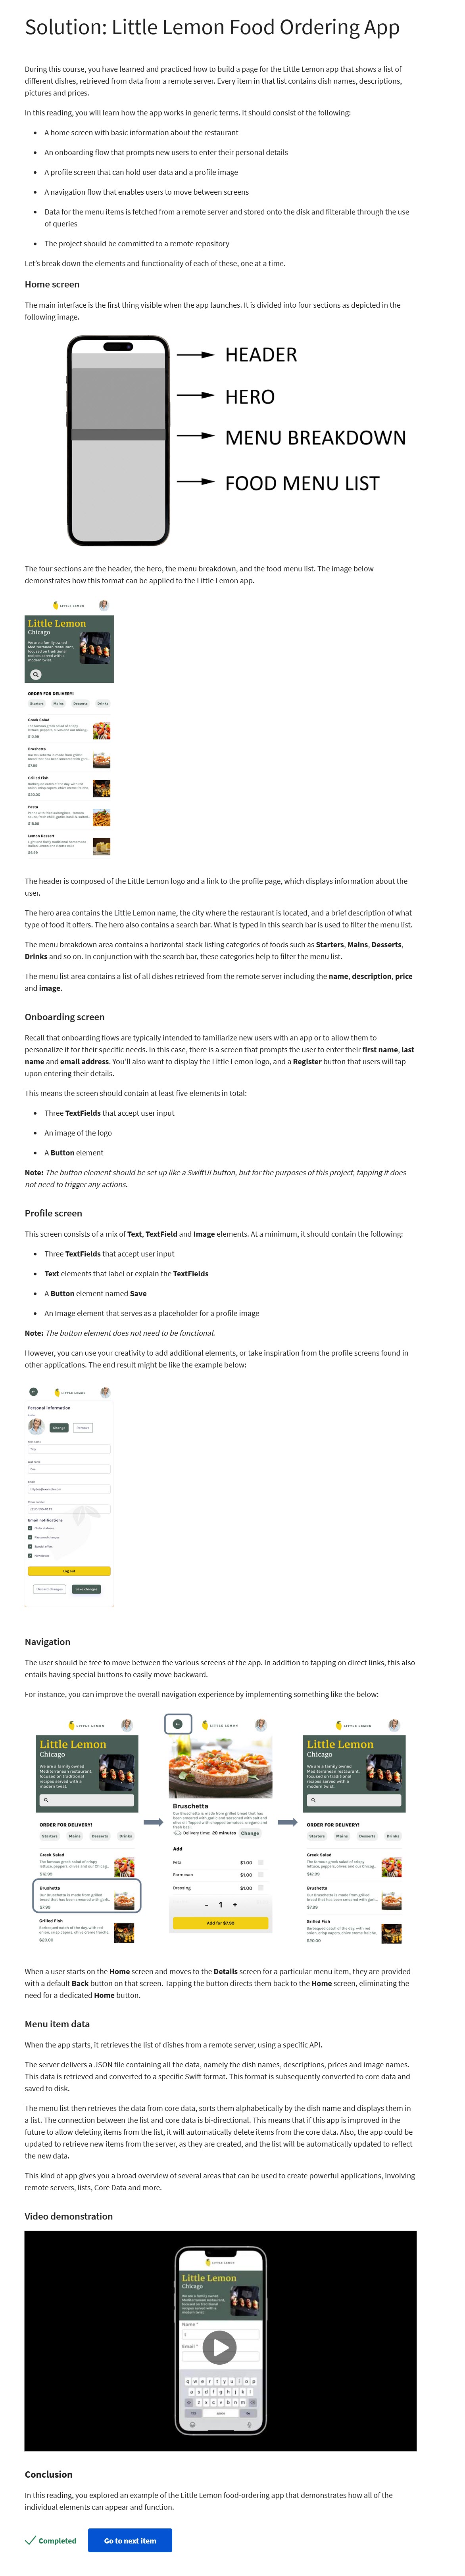 Solution: Little Lemon Food Ordering App
During this course, you have learned and practiced how to build a page for the Little Lemon app that shows a list of
different dishes, retrieved from data from a remote server. Every item in that list contains dish names, descriptions,
pictures and prices.
In this reading, you will learn how the app works in generic terms. It should consist of the following:
• A home screen with basic information about the restaurant
• An onboarding flow that prompts new users to enter their personal details
• A profile screen that can hold user data and a profile image
• A navigation flow that enables users to move between screens
• Data for the menu items is fetched from a remote server and stored onto the disk and filterable through the use
of queries
• The project should be committed to a remote repository
Let's break down the elements and functionality of each of these, one at a time.
Home screen
The main interface is the first thing visible when the app launches. It is divided into four sections as depicted in the
following image.
HEADER
HERO
MENU BREAKDOWN
FOOD MENU LIST
The four sections are the header, the hero, the menu breakdown, and the food menu list. The image below
demonstrates how this format can be applied to the Little Lemon app.
LITTLE LEMON
Little Lemon
Chicago
We are a family owned
Mediterranean restaurant,
focused on traditional
recipes served with a
modern twist.
ORDER FOR DELIVERY!
Starters Mains Desserts Drinks
Greek Salad
The famous greek salad of crispy
lettuce, peppers, olives and our Chicag..
$12.99
Brushetta
Our Bruschetta is made from grilled
bread that has been smeared with garli..
$7.99
Grilled Fish
Barbequed catch of the day, with red
onion, crisp capers, chive creme fraiche..
$20.00
Pasta
$18.99
Lemon Dessert
Light and fluffy traditional homemade
$6.99
The header is composed of the Little Lemon logo and a link to the profile page, which displays information about the
user.
The hero area contains the Little Lemon name, the city where the restaurant is located, and a brief description of what
type of food it offers. The hero also contains a search bar. What is typed in this search bar is used to filter the menu list.
The menu breakdown area contains a horizontal stack listing categories of foods such as Starters, Mains, Desserts,
Drinks and so on. In conjunction with the search bar, these categories help to filter the menu list.
The menu list area contains a list of all dishes retrieved from the remote server including the name, description, price
and image.
Onboarding screen
Recall that onboarding flows are typically intended to familiarize new users with an app or to allow them to
personalize it for their specific needs. In this case, there is a screen that prompts the user to enter their first name, last
name and email address. You'll also want to display the Little Lemon logo, and a Register button that users will tap
upon entering their details.
This means the screen should contain at least five elements in total:
• Three TextFields that accept user input
• An image of the logo
• A Button element
Note: The button element should be set up like a SwiftUI button, but for the purposes of this project, tapping it does
not need to trigger any actions.
Profile screen
This screen consists of a mix of Text, TextField and Image elements. At a minimum, it should contain the following:
• Three TextFields that accept user input
• Text elements that label or explain the TextFields
• A Button element named Save
• An Image element that serves as a placeholder for a profile image
Note: The button element does not need to be functional.
However, you can use your creativity to add additional elements, or take inspiration from the profile screens found in
other applications. The end result might be like the example below:
LITTLE LEMON
Personal information
Change Remove
First name
Tilly
Last name
Doe
Email
Phone number
Email notifications
Order statuses
Password changes
Special offers
Newsletter
Log out
Discard changes Save changes
Navigation
The user should be free to move between the various screens of the app. In addition to tapping on direct links, this also
entails having special buttons to easily move backward.
For instance, you can improve the overall navigation experience by implementing something like the below:
LITTLE LEMON
Little Lemon
Chicago
We are a family owned
Mediterranean restaurant,
focused on traditional
recipes served with a
modern twist.
ORDER FOR DELIVERY!
Starters Mains Desserts Drinks
Greek Salad
The famous greek salad of crispy
lettuce, peppers, olives and our Chicag...
$12.99
Brushetta
Our Bruschetta is made from grilled
bread that has been smeared with garli...
$7.99
Grilled Fish
Barbequed catch of the day, with red
onion, crisp capers, chive creme fraiche...
$20.00
LITTLE LEMON
Bruschetta
Our Bruschetta is made from grilled bread that has
been smeared with garlic and seasoned with salt and
olive oil. Topped with chopped tomatoes, oregano and
fresh basil.
Delivery time: 20 minutes Change
Add
Feta $1.00
Parmesan $1.00
Dressing $1.00
- 1 +
Add for $7.99
LITTLE LEMON
Little Lemon
Chicago
We are a family owned
Mediterranean restaurant,
focused on traditional
recipes served with a
modern twist.
ORDER FOR DELIVERY!
Starters Mains Desserts Drinks
Greek Salad
The famous greek salad of crispy
lettuce, peppers, olives and our Chicag...
$12.99
Brushetta
Our Bruschetta is made from grilled
bread that has been smeared with garli...
$7.99
Grilled Fish
Barbequed catch of the day, with red
onion, crisp capers, chive creme fraiche...
$20.00
When a user starts on the Home screen and moves to the Details screen for a particular menu item, they are provided
with a default Back button on that screen. Tapping the button directs them back to the Home screen, eliminating the
need for a dedicated Home button.
Menu item data
When the app starts, it retrieves the list of dishes from a remote server, using a specific API.
The server delivers a JSON file containing all the data, namely the dish names, descriptions, prices and image names.
This data is retrieved and converted to a specific Swift format. This format is subsequently converted to core data and
saved to disk.
The menu list then retrieves the data from core data, sorts them alphabetically by the dish name and displays them in
a list. The connection between the list and core data is bi-directional. This means that if this app is improved in the
future to allow deleting items from the list, it will automatically delete items from the core data. Also, the app could be
updated to retrieve new items from the server, as they are created, and the list will be automatically updated to reflect
the new data.
This kind of app gives you a broad overview of several areas that can be used to create powerful applications, involving
remote servers, lists, Core Data and more.
Video demonstration
LITTLE LEMON
Little Lemon
Chicago
We are a family owned
Mediterranean restaurant,
focused on traditional
recipes served with a
modern twist.
Name *
Email *
q w e r t y u i o p
a s d f g h j k l
z x c v b n m
Conclusion
In this reading, you explored an example of the Little Lemon food-ordering app that demonstrates how all of the
individual elements can appear and function.
Completed Go to next item